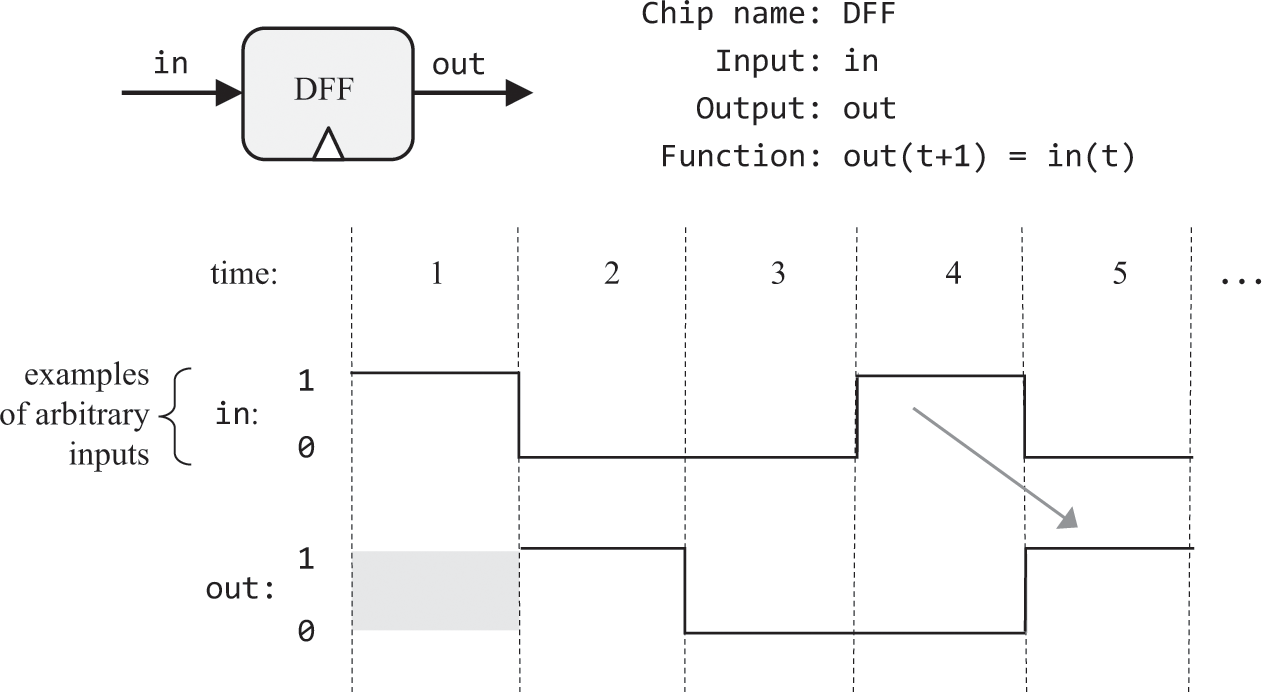 in
DFF
out
Chip name: DFF
Input: in
Output: out
Function: out(t+1) = in(t)
time: 1 2 3 4 5 ...
examples
of arbitrary
inputs
in:
1
0
out:
1
0